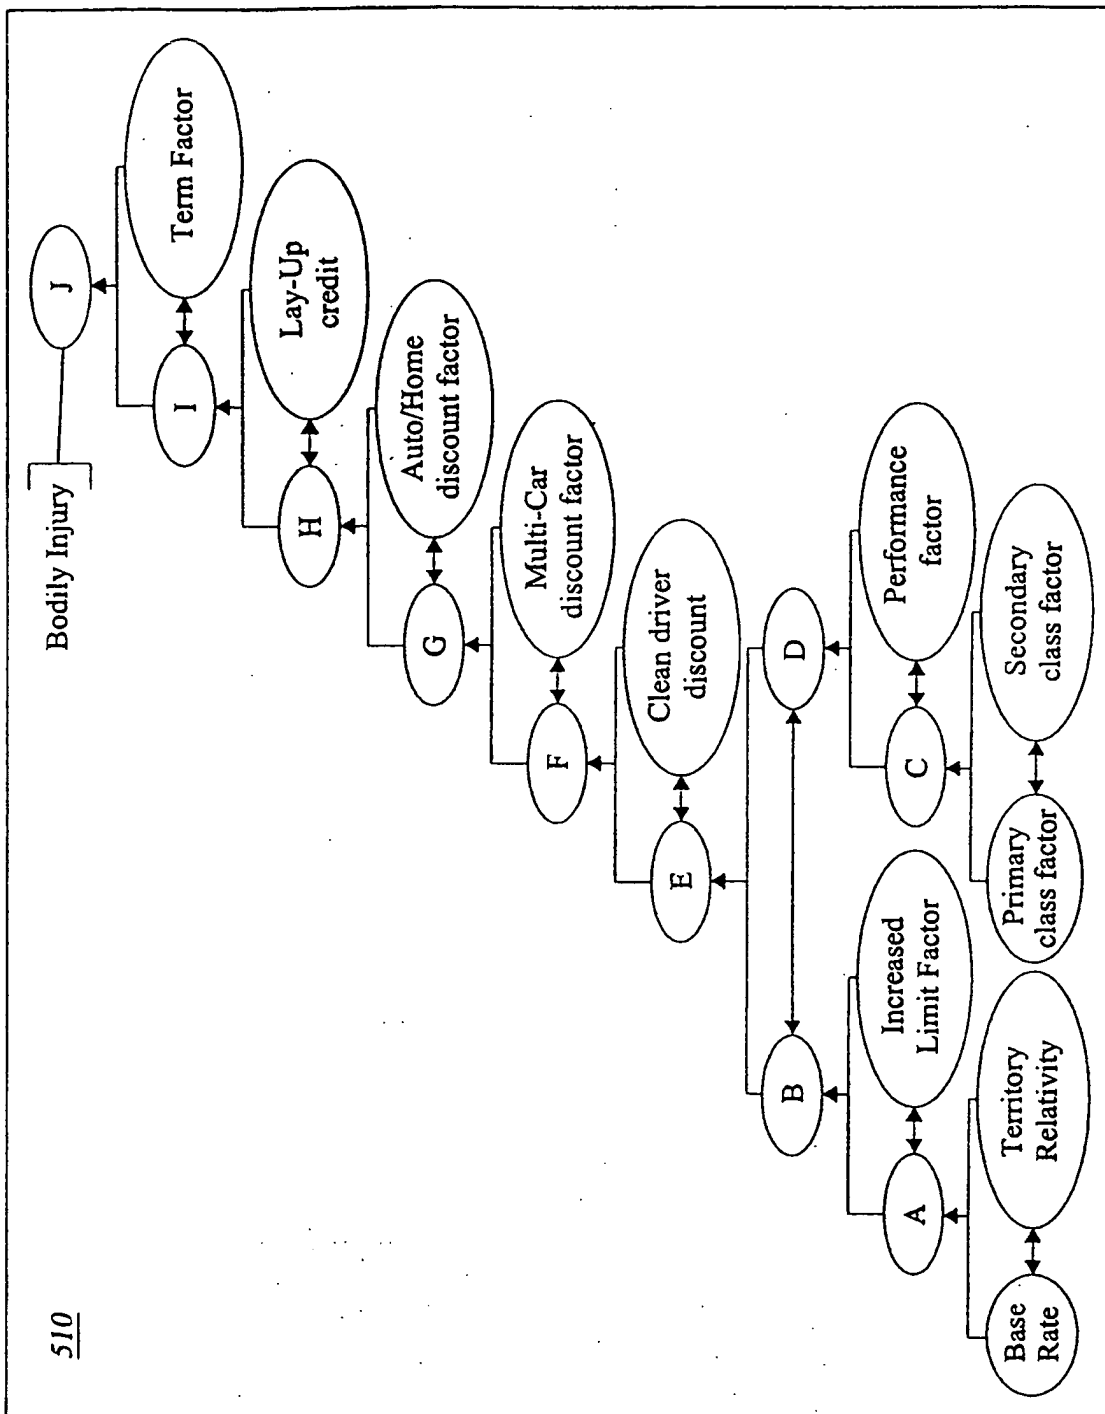 510
Bodily Injury
J
I
Term Factor
H
Lay-Up
credit
G
Auto/Home
discount factor
F
Multi-Car
discount factor
E
Clean driver
discount
B
D
A
Increased
Limit Factor
C
Performance
factor
Base
Rate
Territory
Relativity
Primary
class factor
Secondary
class factor